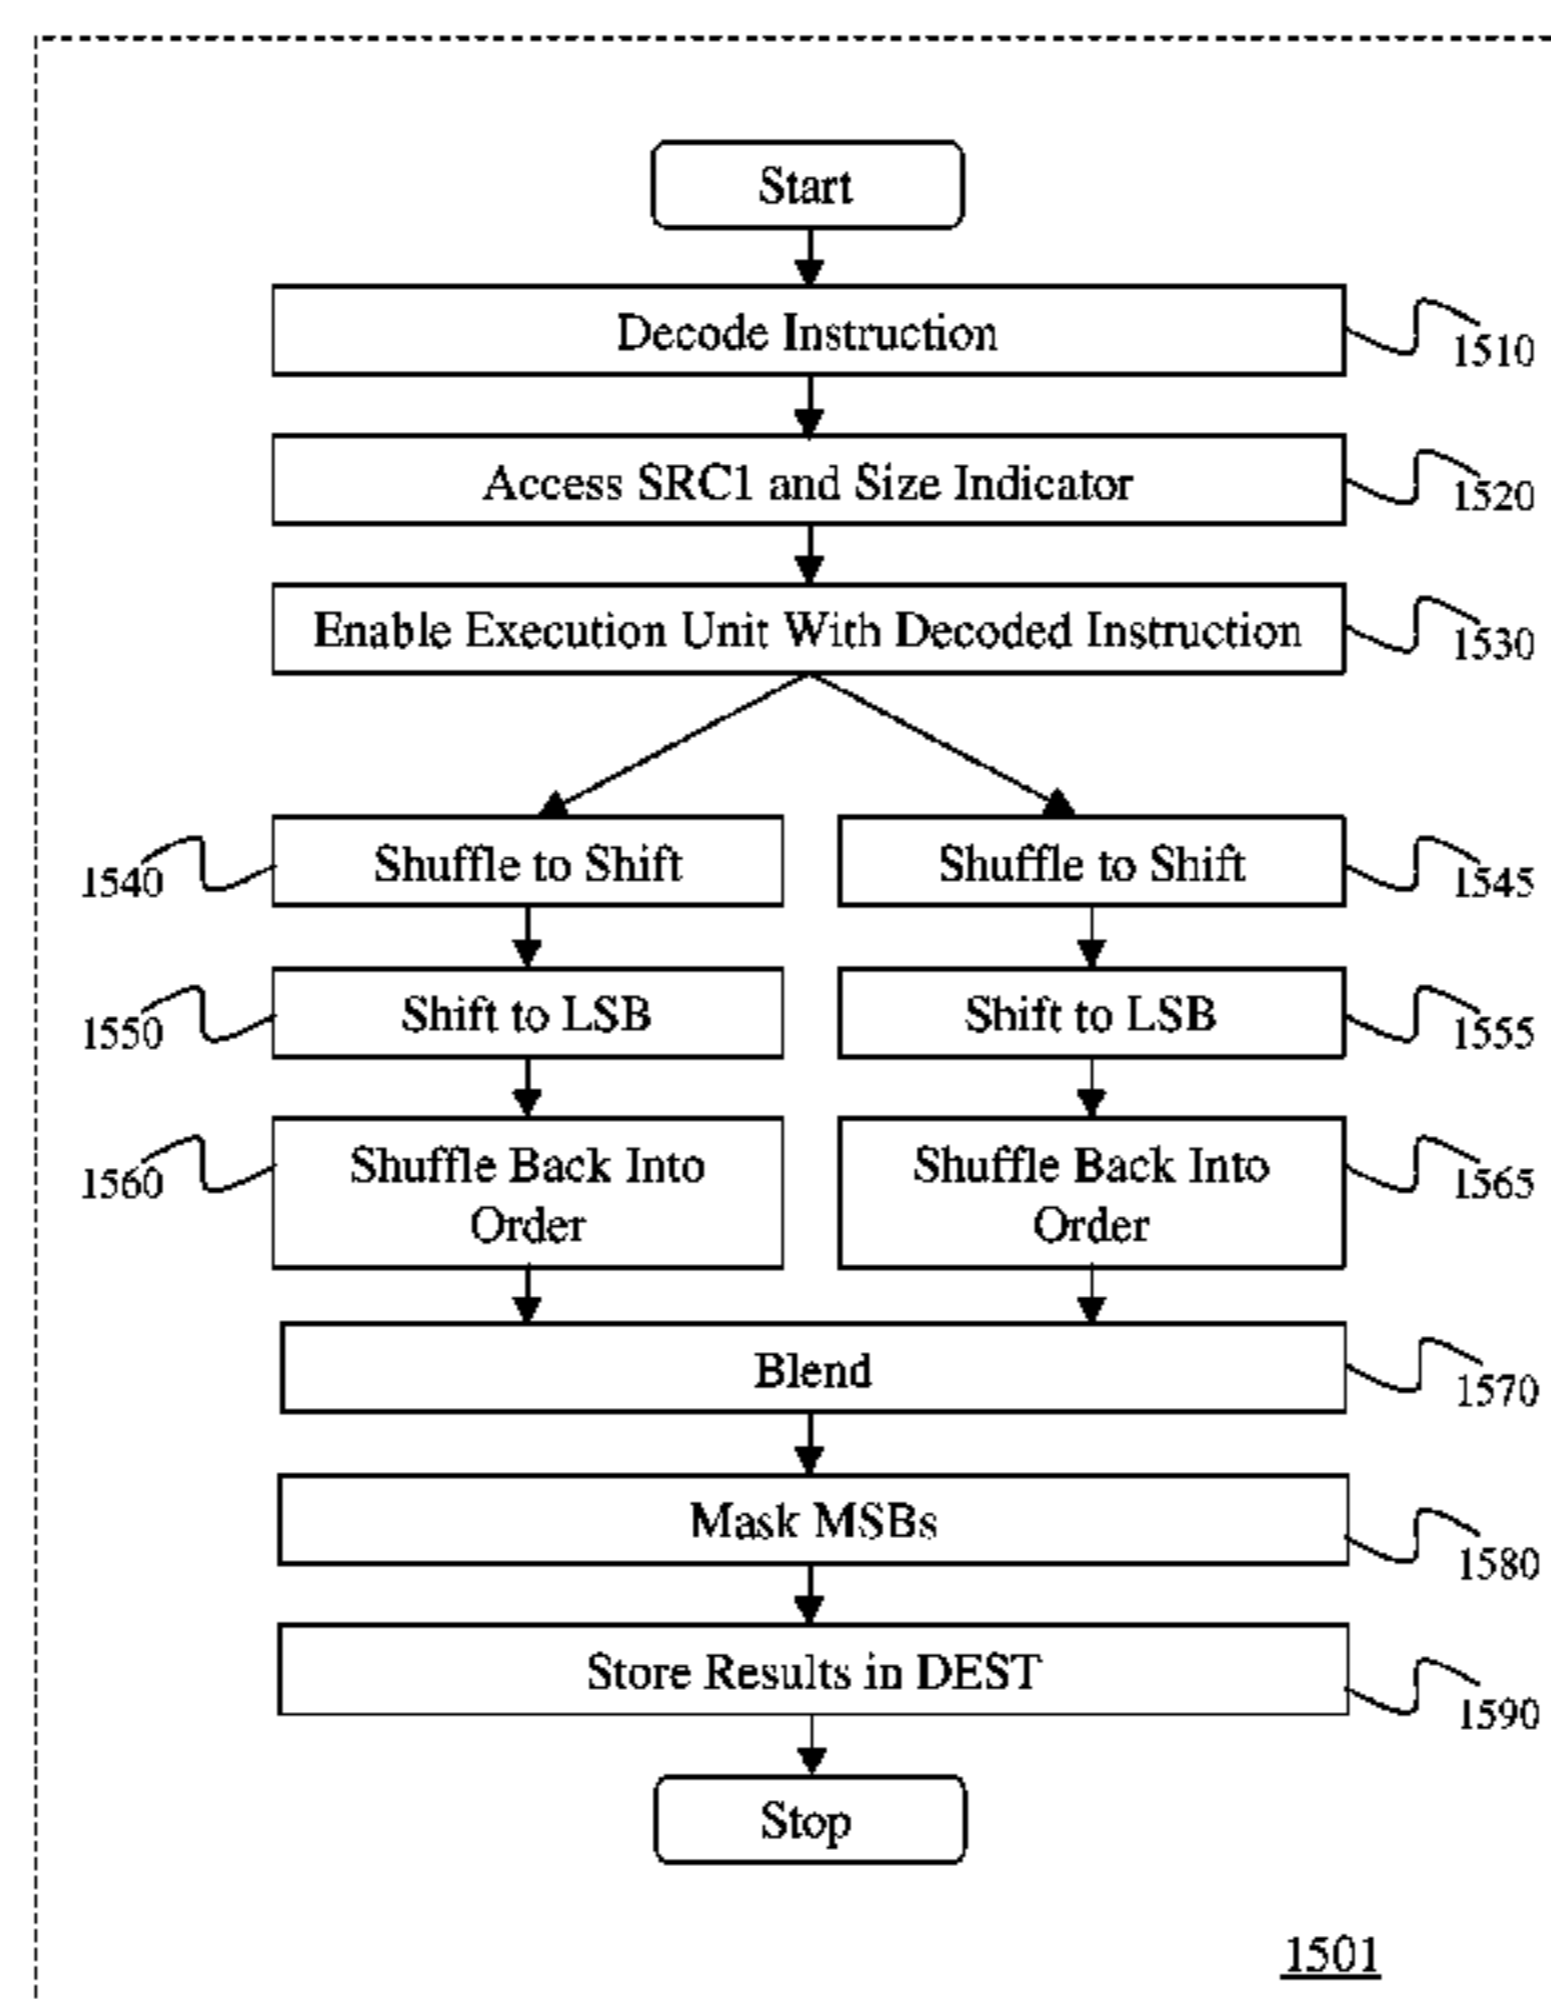 Start
Decode Instruction
1510
Access SRC1 and Size Indicator
1520
Enable Execution Unit With Decoded Instruction
1530
1540
Shuffle to Shift
Shuffle to Shift
1545
1550
Shift to LSB
Shift to LSB
1555
1560
Shuffle Back Into
Order
Shuffle Back Into
Order
1565
Blend
1570
Mask MSBs
1580
Store Results in DEST
1590
Stop
1501